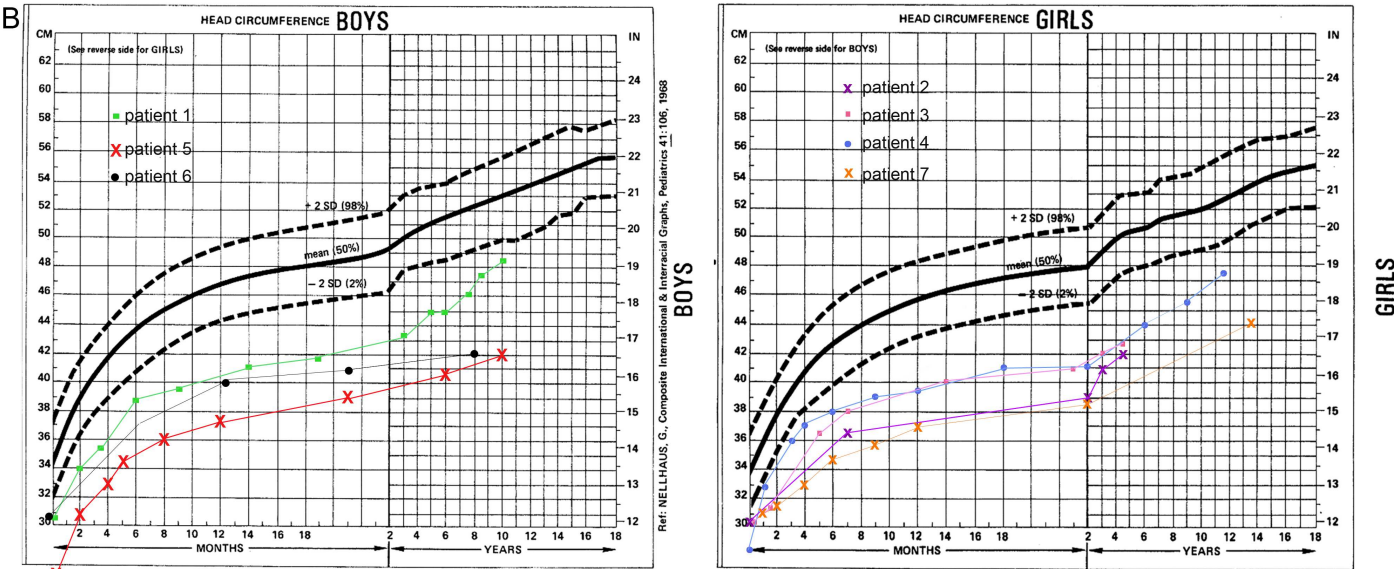 B
HEAD CIRCUMFERENCE BOYS
CM
IN
(See reverse side for GIRLS)
patient 1
patient 5
patient 6
+ 2 SD (98%)
mean (50%)
– 2 SD (2%)
62
60
58
56
54
52
50
48
46
44
42
40
38
36
34
32
30
24
23
22
21
20
19
18
17
16
15
14
13
12
2 4 6 8 10 12 14 16 18 2 4 6 8 10 12 14 16 18
MONTHS YEARS
Ref: NELLHAUS, G., Composite International & Interracial Graphs, Pediatrics 41:106, 1968
BOYS
HEAD CIRCUMFERENCE GIRLS
CM
IN
(See reverse side for BOYS)
patient 2
patient 3
patient 4
patient 7
+ 2 SD (98%)
mean (50%)
– 2 SD (2%)
62
60
58
56
54
52
50
48
46
44
42
40
38
36
34
32
30
24
23
22
21
20
19
18
17
16
15
14
13
12
2 4 6 8 10 12 14 16 18 2 4 6 8 10 12 14 16 18
MONTHS YEARS
GIRLS